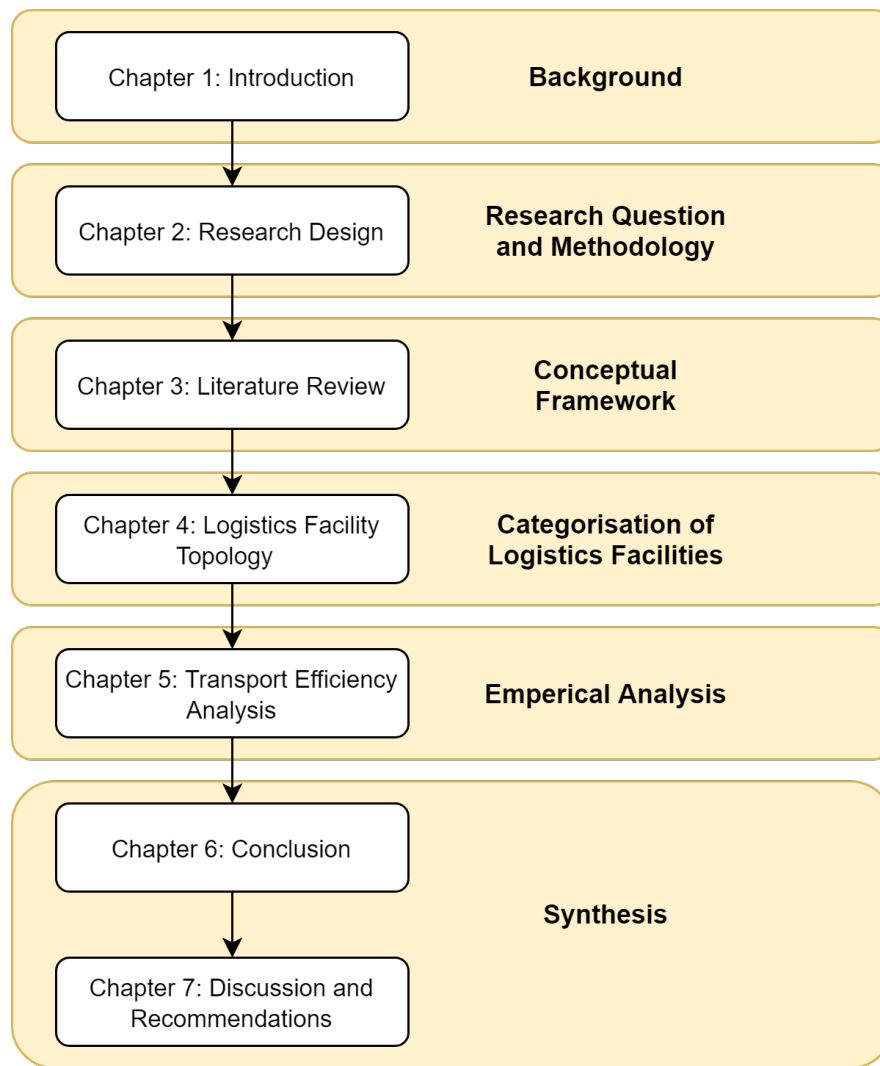 Chapter 1: Introduction
Background
Chapter 2: Research Design
Research Question
and Methodology
Chapter 3: Literature Review
Conceptual
Framework
Chapter 4: Logistics Facility
Topology
Categorisation of
Logistics Facilities
Chapter 5: Transport Efficiency
Analysis
Emperical Analysis
Chapter 6: Conclusion
Synthesis
Chapter 7: Discussion and
Recommendations